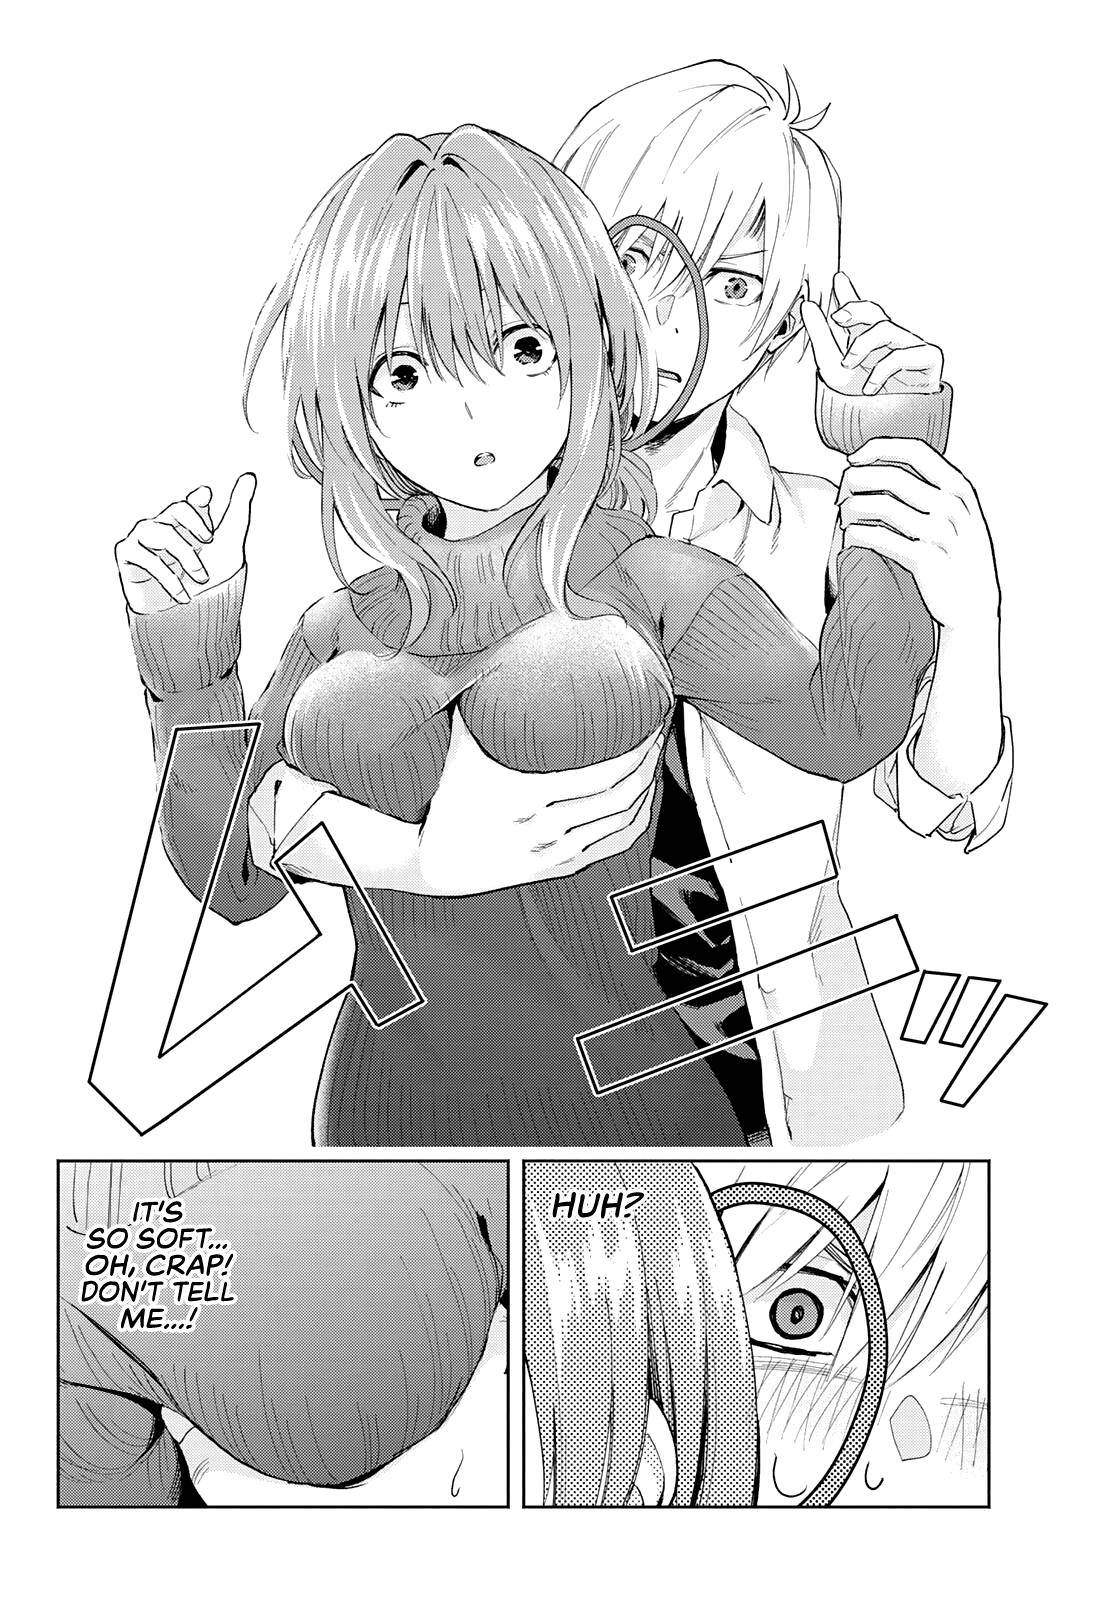 ムニッ
HUH?
IT'S
SO SOFT...
OH, CRAP!
DON'T TELL
ME...!